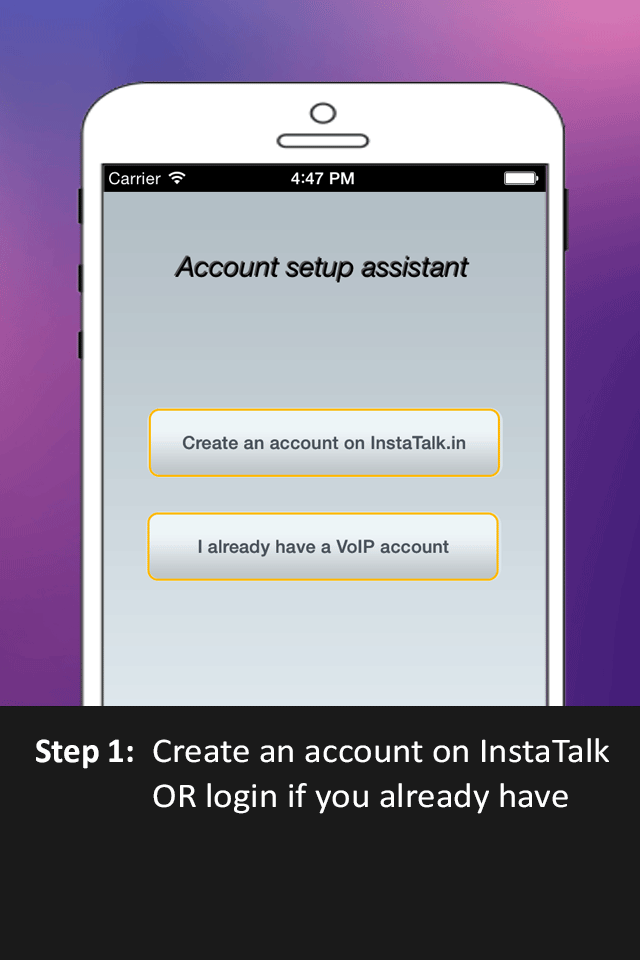 Carrier 4:47 PM
Account setup assistant
Create an account on InstaTalk.in
I already have a VoIP account
Step 1: Create an account on InstaTalk
OR login if you already have